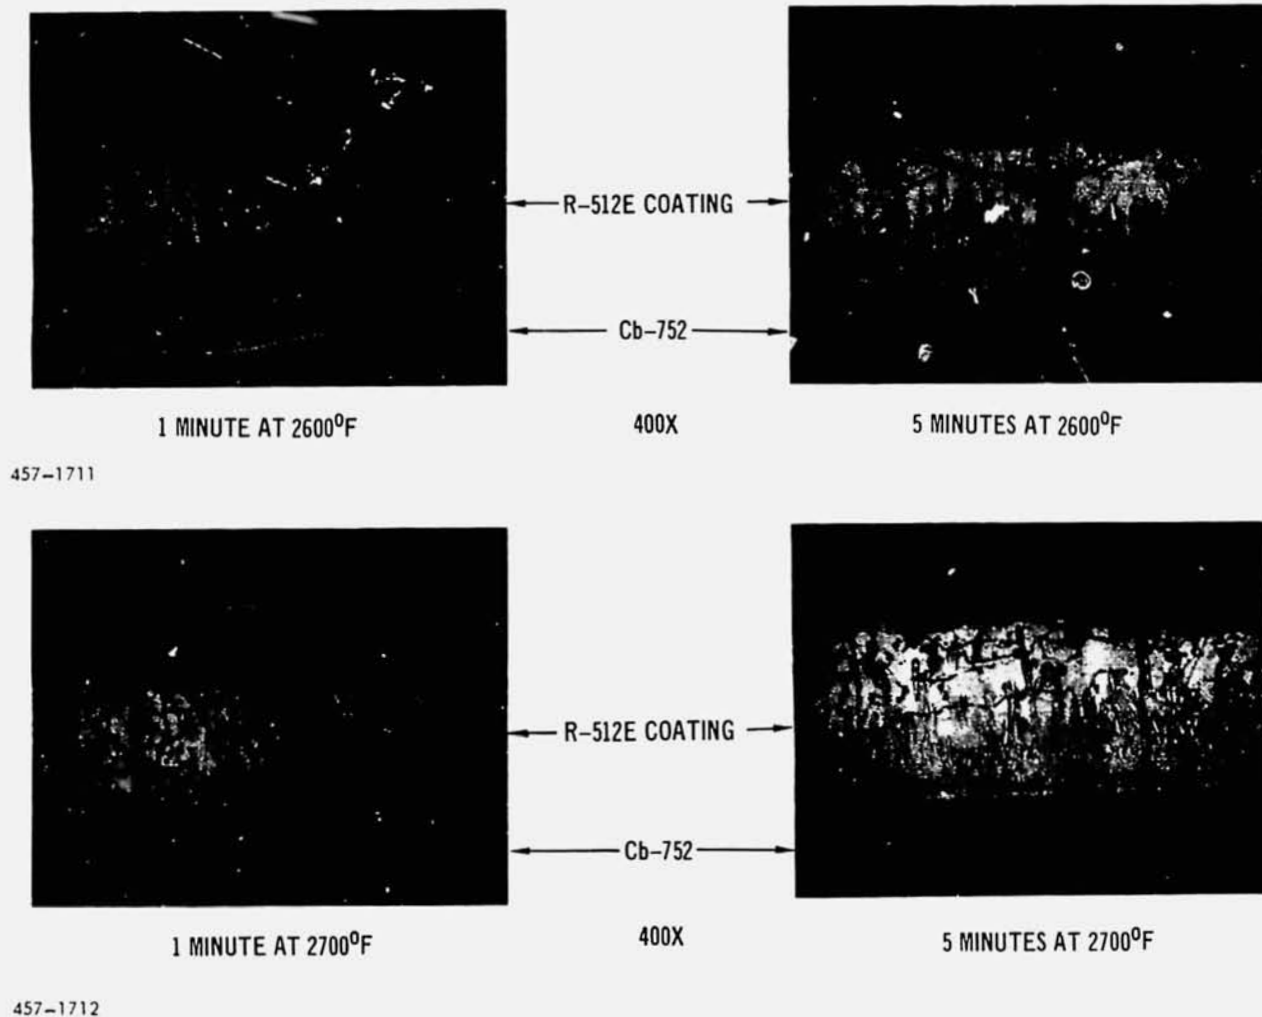 R-512E COATING
Cb-752
1 MINUTE AT 2600°F
400X
5 MINUTES AT 2600°F
457-1711
R-512E COATING
Cb-752
1 MINUTE AT 2700°F
400X
5 MINUTES AT 2700°F
457-1712